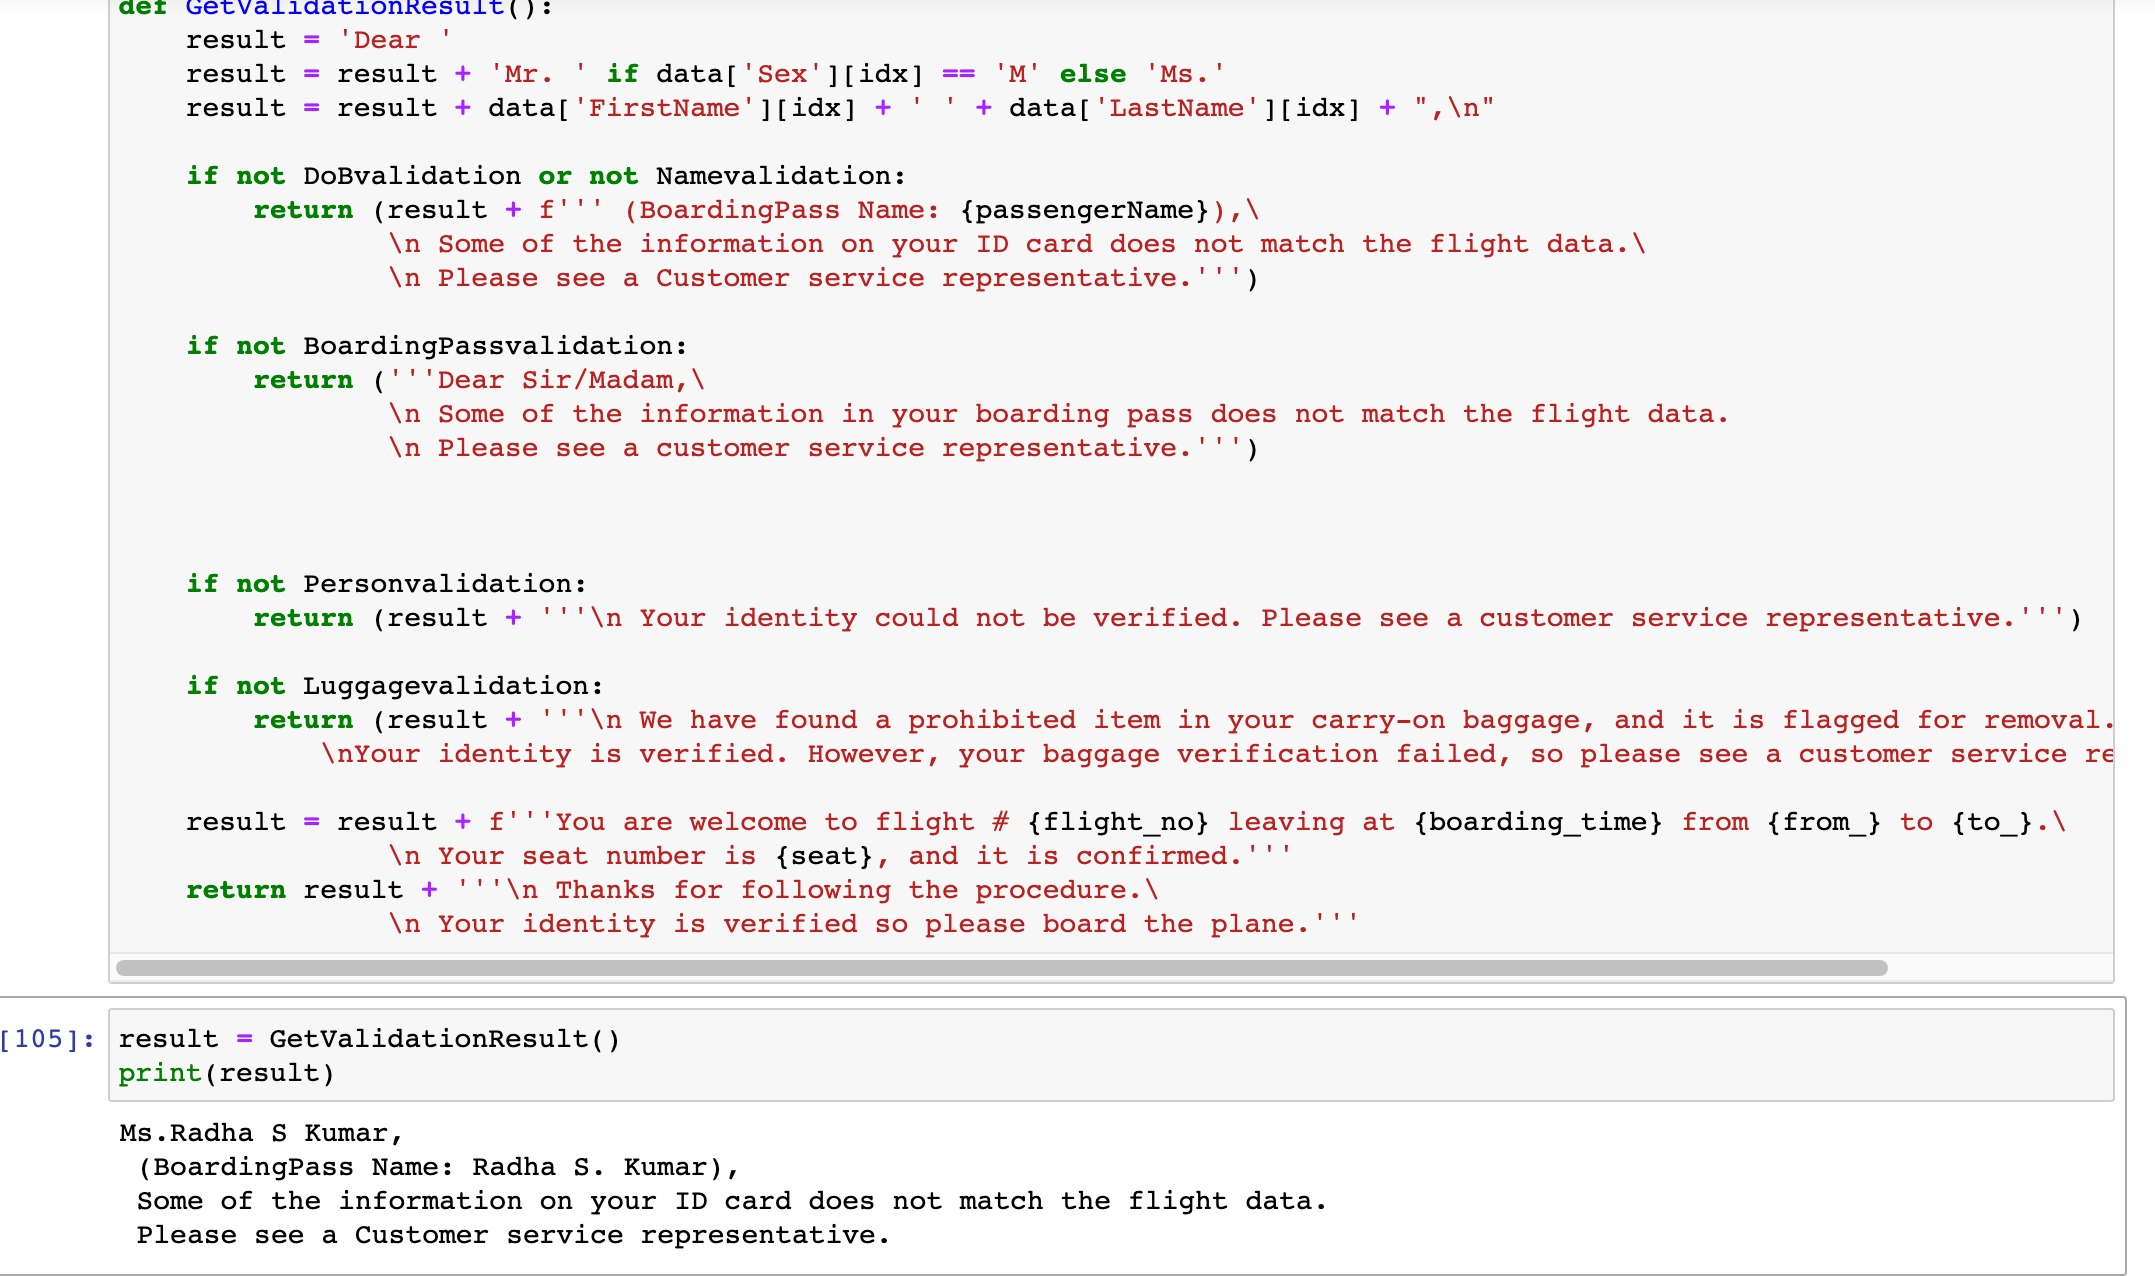 def GetValidationResult():
    result = 'Dear '
    result = result + 'Mr. ' if data['Sex'][idx] == 'M' else 'Ms.'
    result = result + data['FirstName'][idx] + ' ' + data['LastName'][idx] + ",\n"
    if not DoBvalidation or not Namevalidation:
        return (result + f''' (BoardingPass Name: {passengerName}),\
                \n Some of the information on your ID card does not match the flight data.\
                \n Please see a Customer service representative.''')
    if not BoardingPassvalidation:
        return ('''Dear Sir/Madam,\
                \n Some of the information in your boarding pass does not match the flight data.
                \n Please see a customer service representative.''')
    if not Personvalidation:
        return (result + '''\n Your identity could not be verified. Please see a customer service representative.''')
    if not Luggagevalidation:
        return (result + '''\n We have found a prohibited item in your carry-on baggage, and it is flagged for removal.
            \nYour identity is verified. However, your baggage verification failed, so please see a customer service re
    result = result + f'''You are welcome to flight # {flight_no} leaving at {boarding_time} from {from_} to {to_}.\
                \n Your seat number is {seat}, and it is confirmed.'''
    return result + '''\n Thanks for following the procedure.\
                \n Your identity is verified so please board the plane.'''
[105]: result = GetValidationResult()
print(result)
Ms.Radha S Kumar,
 (BoardingPass Name: Radha S. Kumar),
 Some of the information on your ID card does not match the flight data.
 Please see a Customer service representative.